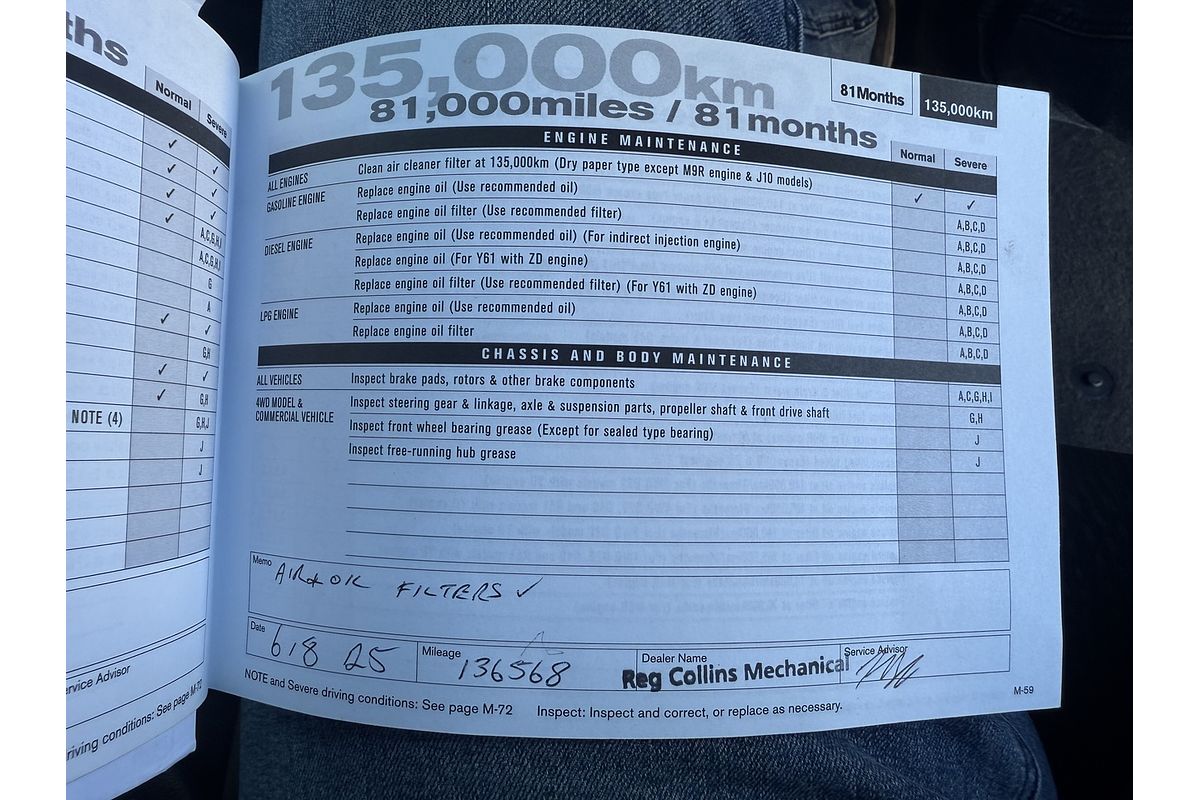 ths
Normal
Severe
✓
✓ ✓
✓ ✓
✓ ✓
A,C,G,H,I
A,C,G,H,I
G
A
✓ ✓
G,H
✓ ✓
✓ G,H
NOTE (4) G,H,J
J
J
rvice Advisor
riving conditions: See page M-72
135,000km
81,000miles / 81months
81Months 135,000km
ENGINE MAINTENANCE
Normal Severe
ALL ENGINES Clean air cleaner filter at 135,000km (Dry paper type except M9R engine & J10 models) ✓ ✓
GASOLINE ENGINE Replace engine oil (Use recommended oil) A,B,C,D
Replace engine oil filter (Use recommended filter) A,B,C,D
DIESEL ENGINE Replace engine oil (Use recommended oil) (For indirect injection engine) A,B,C,D
Replace engine oil (For Y61 with ZD engine) A,B,C,D
Replace engine oil filter (Use recommended filter) (For Y61 with ZD engine) A,B,C,D
LPG ENGINE Replace engine oil (Use recommended oil) A,B,C,D
Replace engine oil filter A,B,C,D
CHASSIS AND BODY MAINTENANCE
ALL VEHICLES Inspect brake pads, rotors & other brake components A,C,G,H,I
4WD MODEL &
COMMERCIAL VEHICLE
Inspect steering gear & linkage, axle & suspension parts, propeller shaft & front drive shaft G,H
Inspect front wheel bearing grease (Except for sealed type bearing) J
Inspect free-running hub grease J
Memo
AIR & OIL FILTERS ✓
Date 6/8 25
Mileage 136568
Dealer Name
Reg Collins Mechanical
Service Advisor
NOTE and Severe driving conditions: See page M-72 Inspect: Inspect and correct, or replace as necessary.
M-59